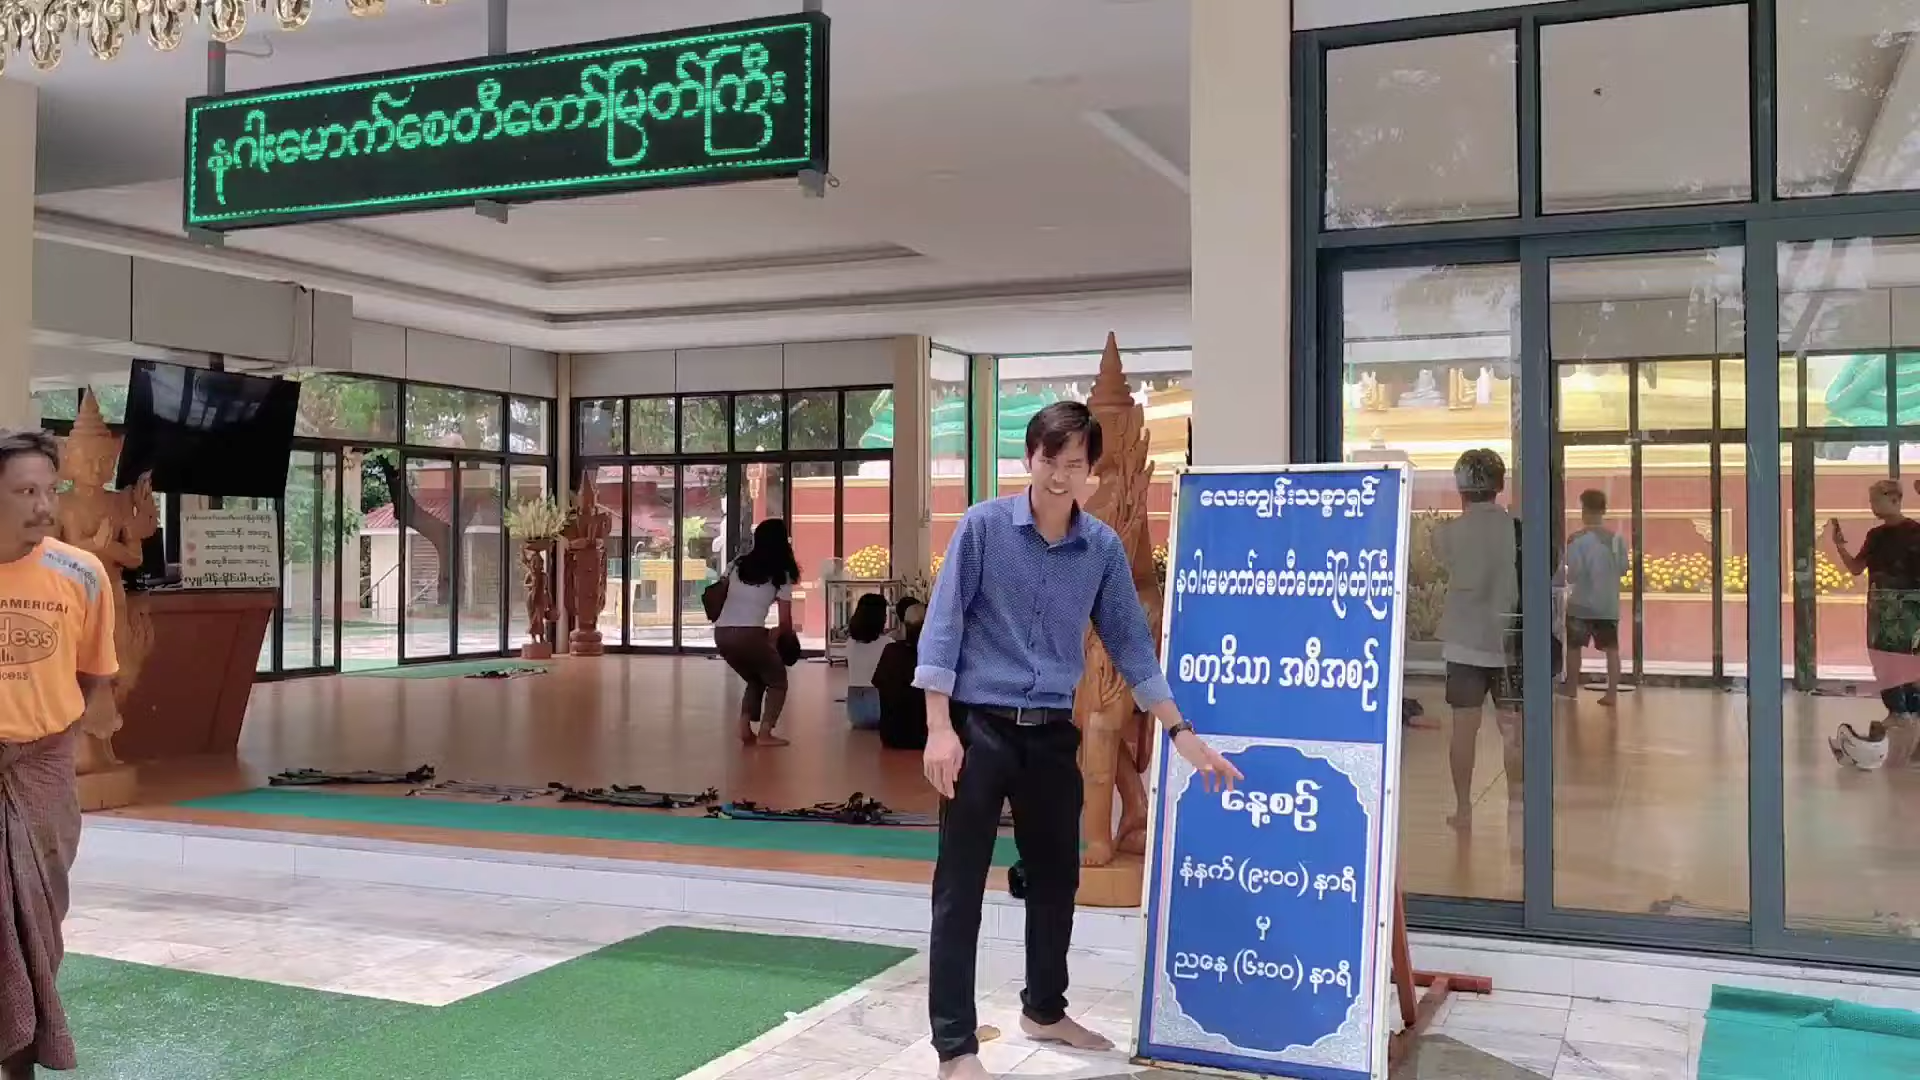 နဂါးမောက်စေတီတော်မြတ်ကြီး
လေးကျွန်းသစ္စာရှင်
နဂါးမောက်စေတီတော်မြတ်ကြီး
စတုဒိသာ အစီအစဉ်
နေ့စဉ်
နံနက် (၉:၀၀) နာရီ
မှ
ညနေ (၆:၀၀) နာရီ
AMERICA